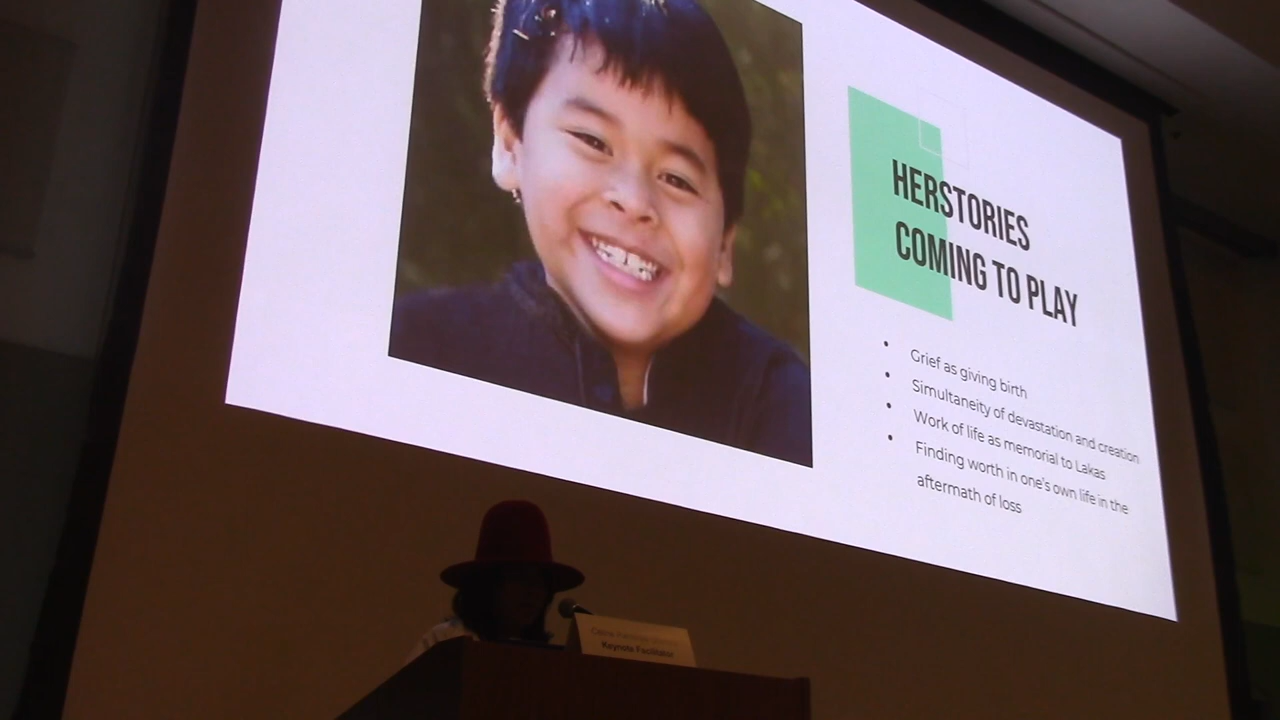 HERSTORIES
COMING TO PLAY
• Grief as giving birth
• Simultaneity of devastation and creation
• Work of life as memorial to Lakas
• Finding worth in one's own life in the
aftermath of loss
Keynote Facilitator